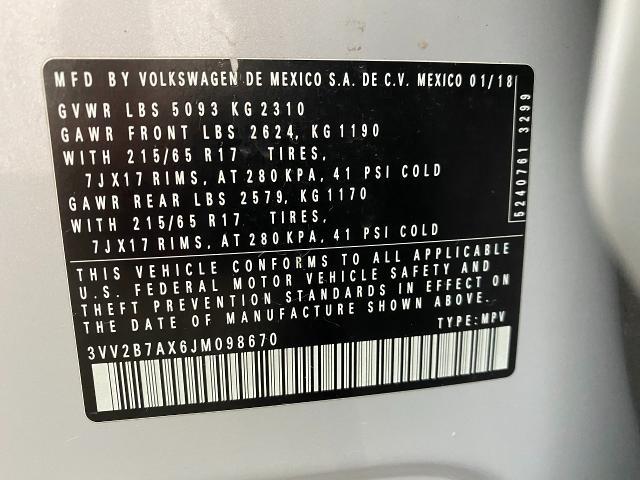 MFD BY VOLKSWAGEN DE MEXICO S.A. DE C.V. MEXICO 01/18
GVWR LBS 5093 KG 2310
GAWR FRONT LBS 2624, KG 1190
WITH 215/65 R17 TIRES,
7JX17 RIMS, AT 280 KPA, 41 PSI COLD
GAWR REAR LBS 2579, KG 1170
WITH 215/65 R17 TIRES,
7JX17 RIMS, AT 280 KPA, 41 PSI COLD
THIS VEHICLE CONFORMS TO ALL APPLICABLE
U.S. FEDERAL MOTOR VEHICLE SAFETY AND
THEFT PREVENTION STANDARDS IN EFFECT ON
THE DATE OF MANUFACTURE SHOWN ABOVE.
3VV2B7AX6JM098670 TYPE: MPV
5240761 3299